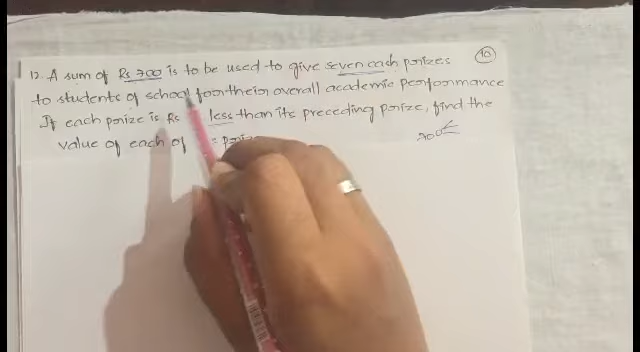 12. A sum of Rs 700 is to be used to give seven cash prizes
to students of school for their overall academic performance
If each prize is Rs less than its preceding prize, find the
value of each of
10
700